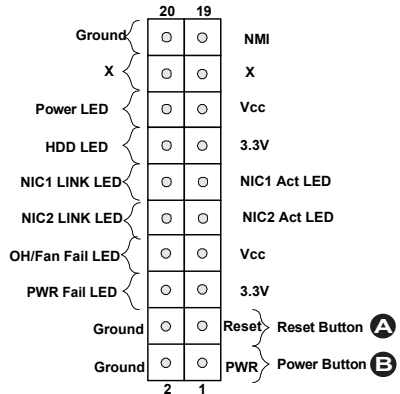 20 19
Ground NMI
X X
Power LED Vcc
HDD LED 3.3V
NIC1 LINK LED NIC1 Act LED
NIC2 LINK LED NIC2 Act LED
OH/Fan Fail LED Vcc
PWR Fail LED 3.3V
Ground Reset Reset Button A
Ground PWR Power Button B
2 1